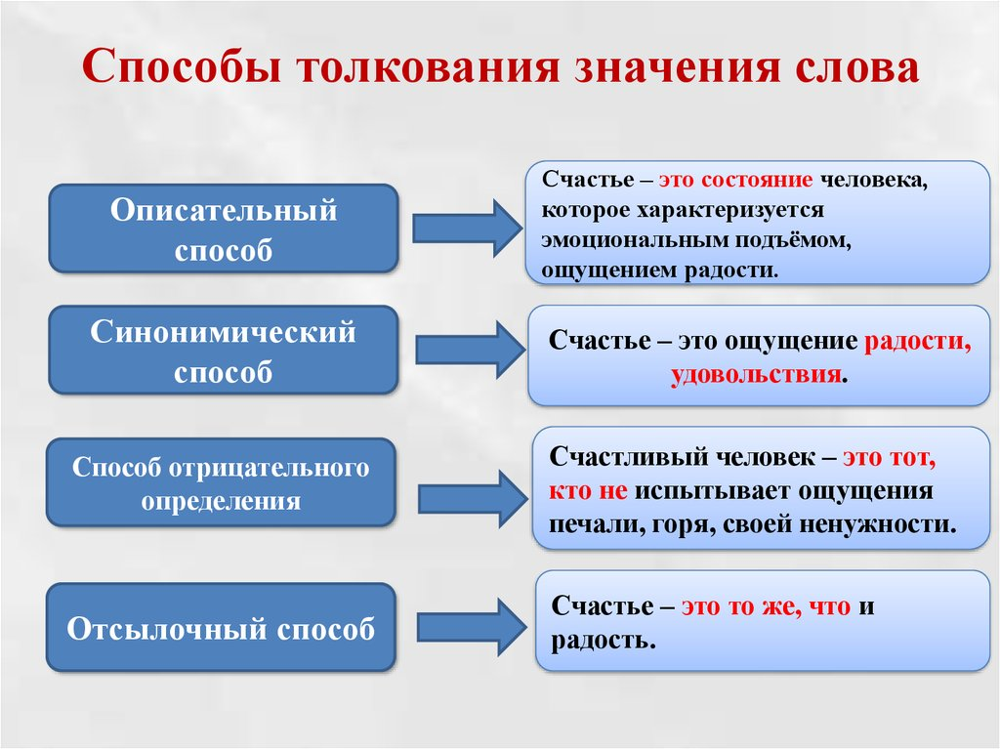 Способы толкования значения слова
Описательный
способ
Счастье – это состояние человека,
которое характеризуется
эмоциональным подъёмом,
ощущением радости.
Синонимический
способ
Счастье – это ощущение радости,
удовольствия.
Способ отрицательного
определения
Счастливый человек – это тот,
кто не испытывает ощущения
печали, горя, своей ненужности.
Отсылочный способ
Счастье – это то же, что и
радость.